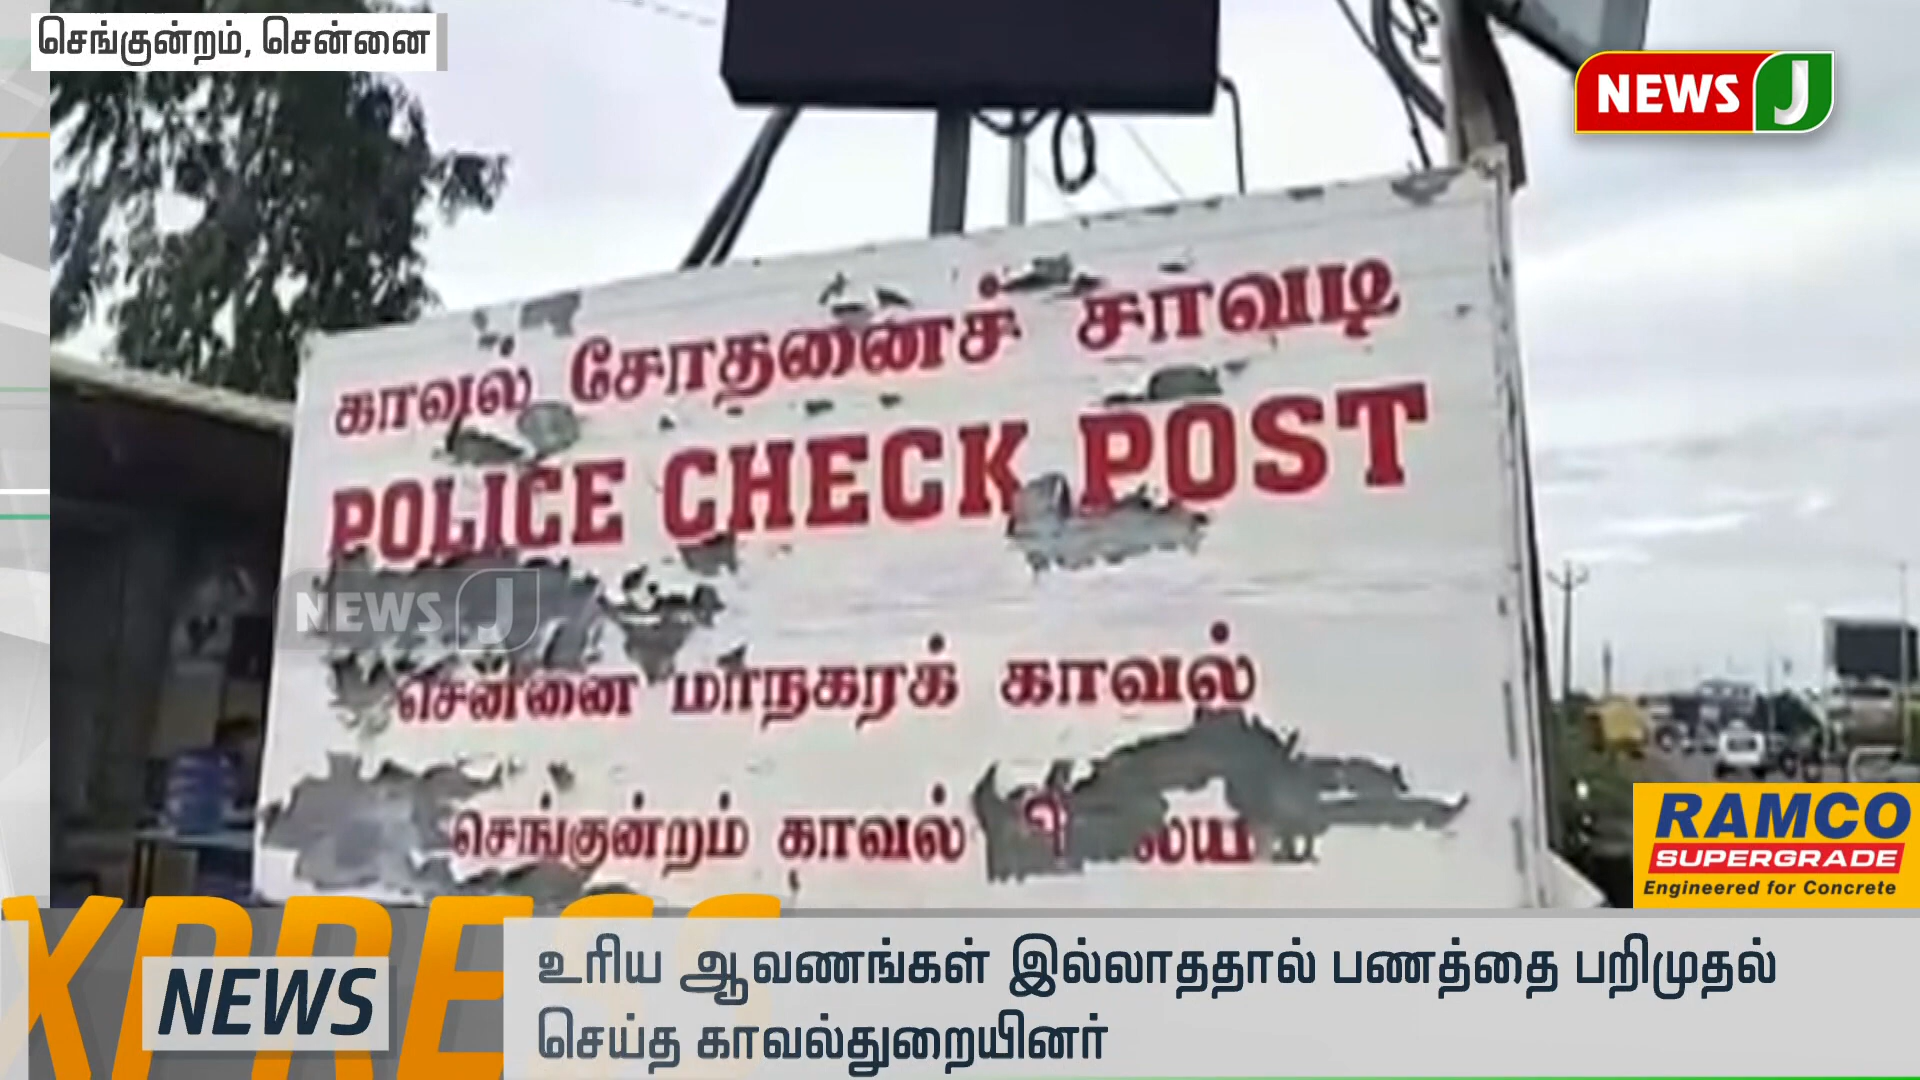 செங்குன்றம், சென்னை
NEWS J
காவல் சோதனைச் சாவடி
POLICE CHECK POST
NEWS J
சென்னை மாநகரக் காவல்
செங்குன்றம் காவல்
RAMCO
SUPERGRADE
Engineered for Concrete
XPRESS
NEWS
உரிய ஆவணங்கள் இல்லாததால் பணத்தை பறிமுதல்
செய்த காவல்துறையினர்